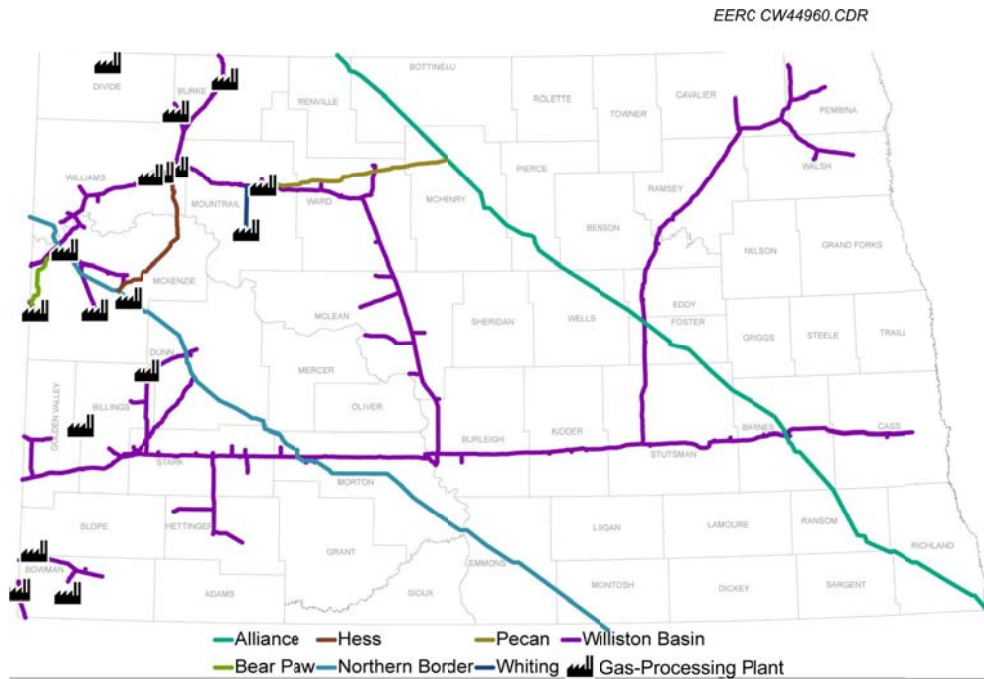 EERC CW44960.CDR
DIVIDE
BURKE
RENVILLE
BOTTINEAU
ROLETTE
TOWNER
CAVALIER
PEMBINA
WILLIAMS
MOUNTRAIL
WARD
MCHENRY
PIERCE
RAMSEY
WALSH
BENSON
NELSON
GRAND FORKS
MCKENZIE
MCLEAN
SHERIDAN
WELLS
EDDY
FOSTER
GRIGGS
STEELE
TRAILL
DUNN
MERCER
OLIVER
GOLDEN VALLEY
BILLINGS
STARK
MORTON
BURLEIGH
KIDDER
STUTSMAN
BARNES
CASS
SLOPE
HETTINGER
GRANT
EMMONS
LOGAN
LAMOURE
RANSOM
RICHLAND
BOWMAN
ADAMS
SIOUX
MCINTOSH
DICKEY
SARGENT
Alliance Hess Pecan Williston Basin
Bear Paw Northern Border Whiting Gas-Processing Plant